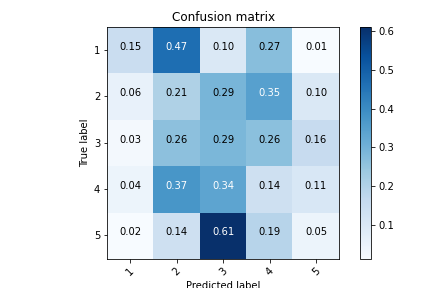 Confusion matrix
True label
1 0.15 0.47 0.10 0.27 0.01
2 0.06 0.21 0.29 0.35 0.10
3 0.03 0.26 0.29 0.26 0.16
4 0.04 0.37 0.34 0.14 0.11
5 0.02 0.14 0.61 0.19 0.05
1 2 3 4 5
Predicted label
0.6
0.5
0.4
0.3
0.2
0.1